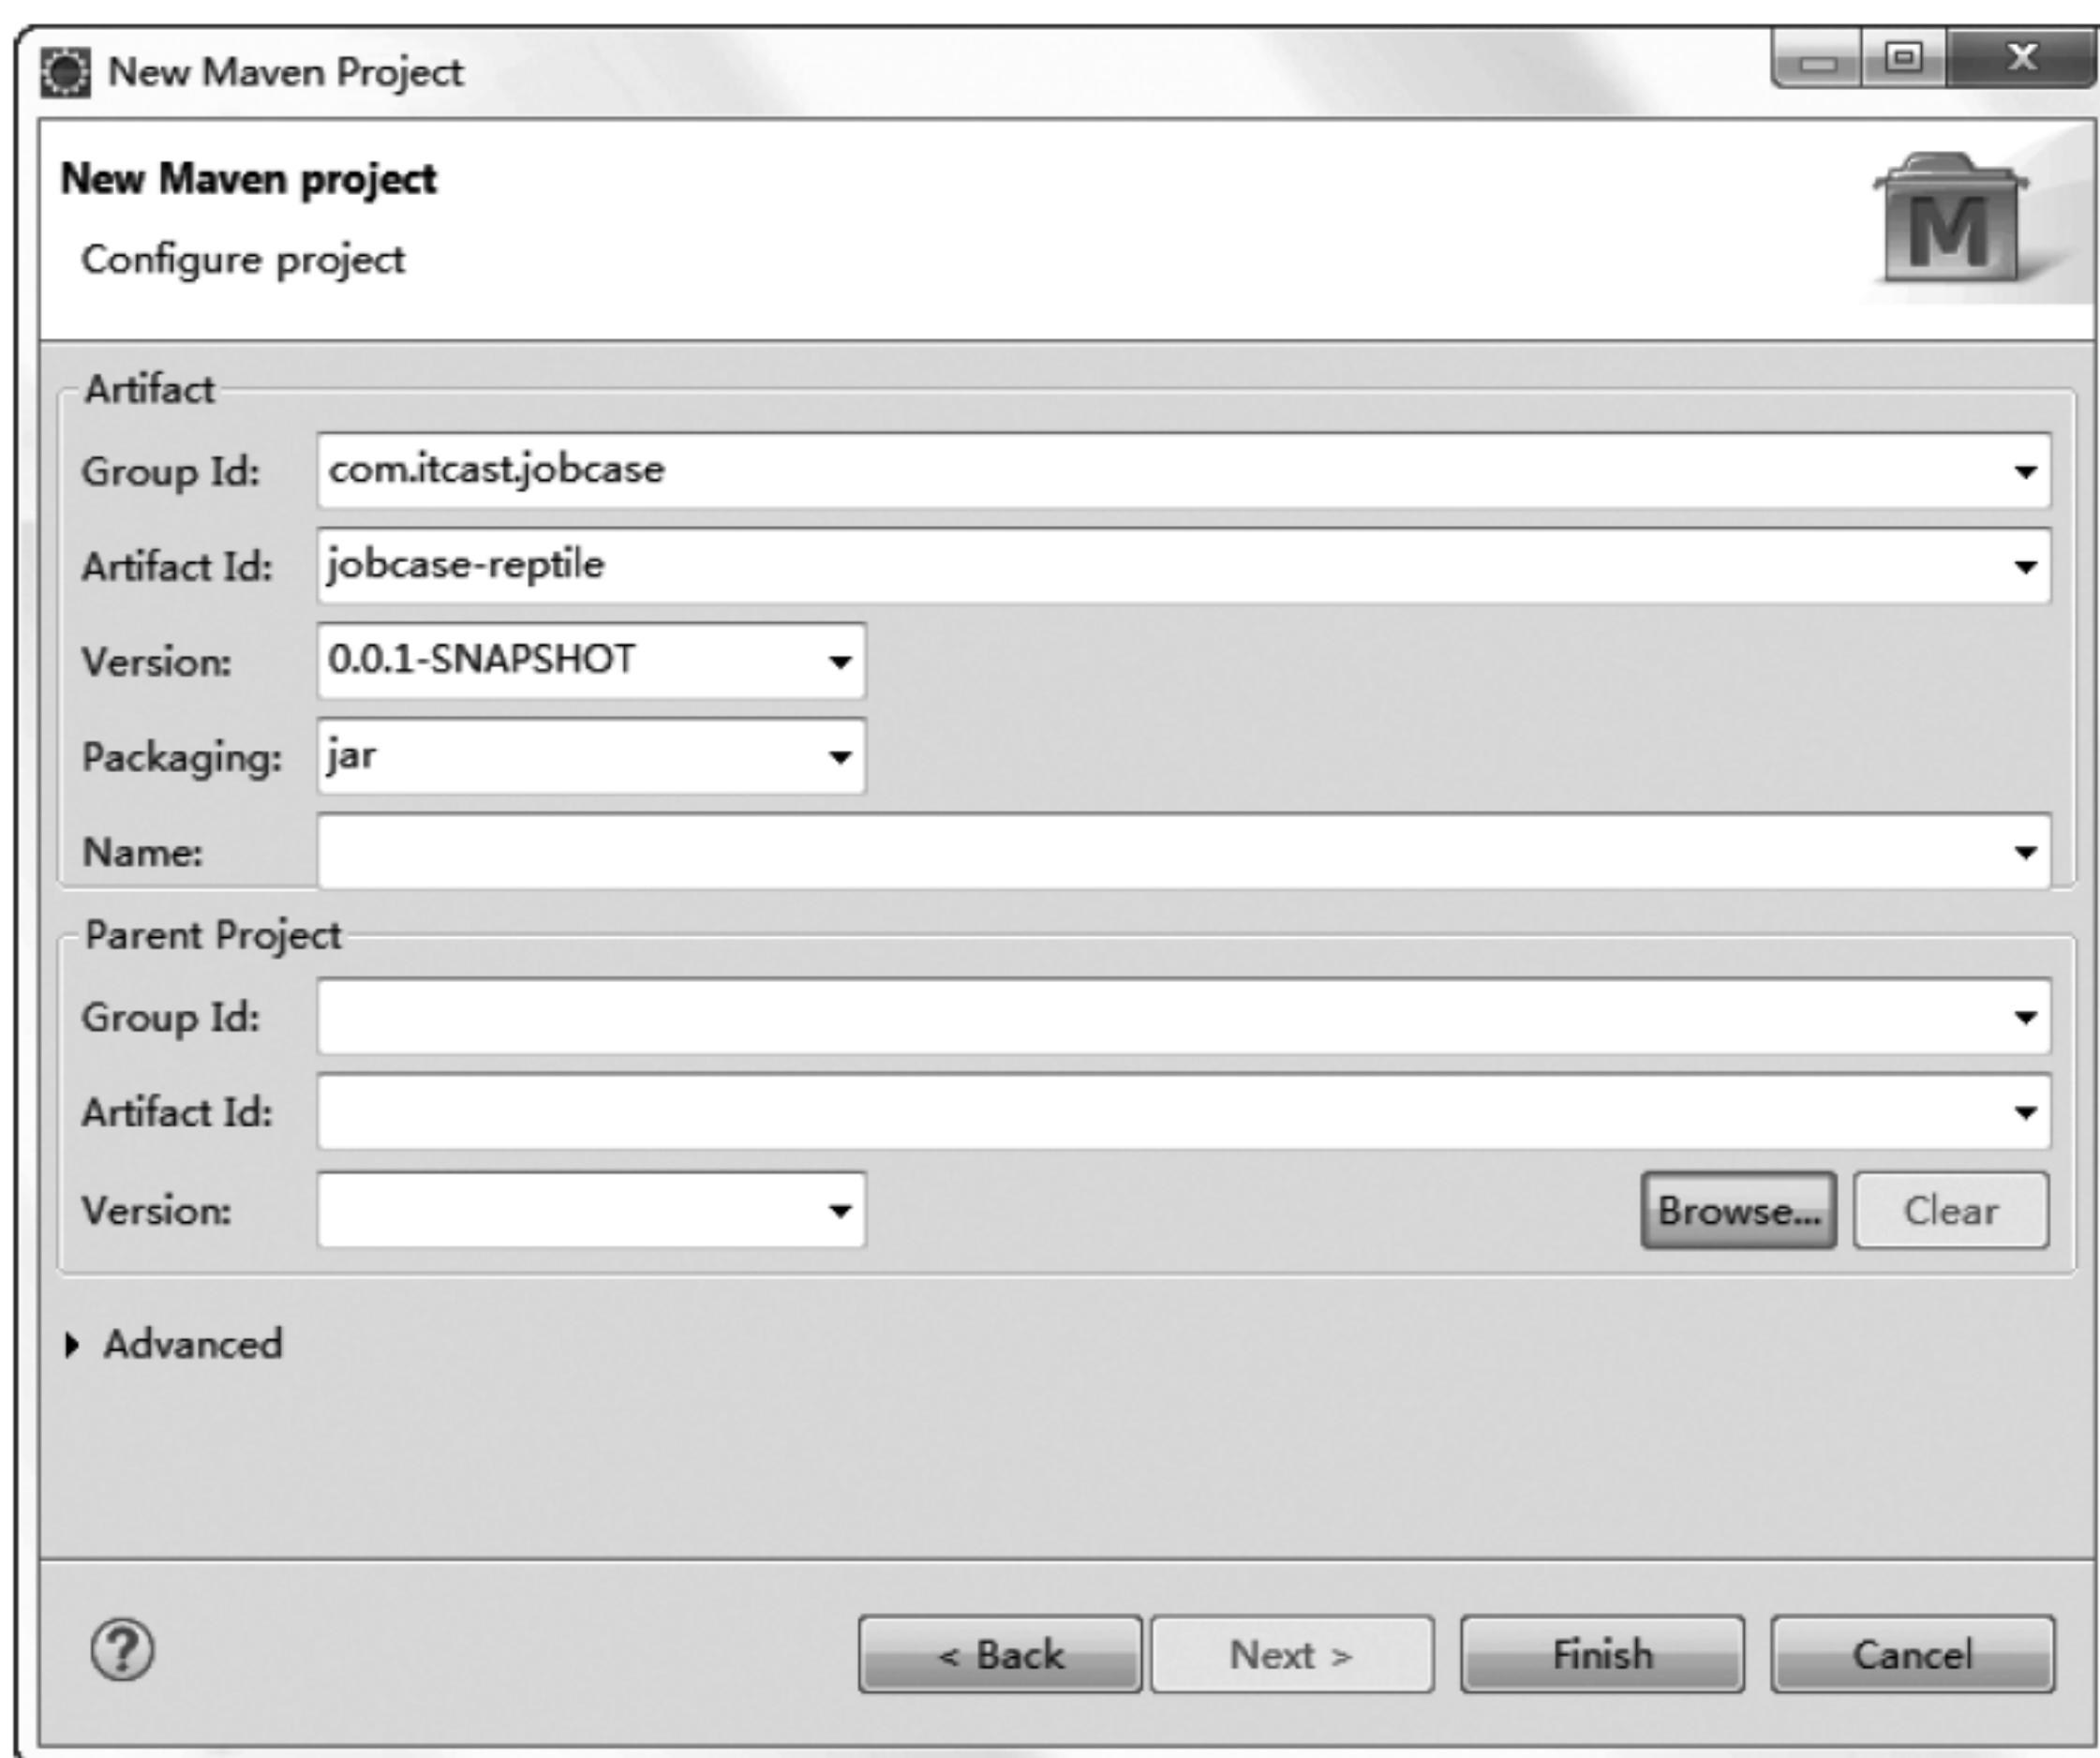 New Maven Project
New Maven project
Configure project
M
Artifact
Group Id: com.itcast.jobcase
Artifact Id: jobcase-reptile
Version: 0.0.1-SNAPSHOT
Packaging: jar
Name:
Parent Project
Group Id:
Artifact Id:
Version: Browse... Clear
Advanced
? < Back Next > Finish Cancel